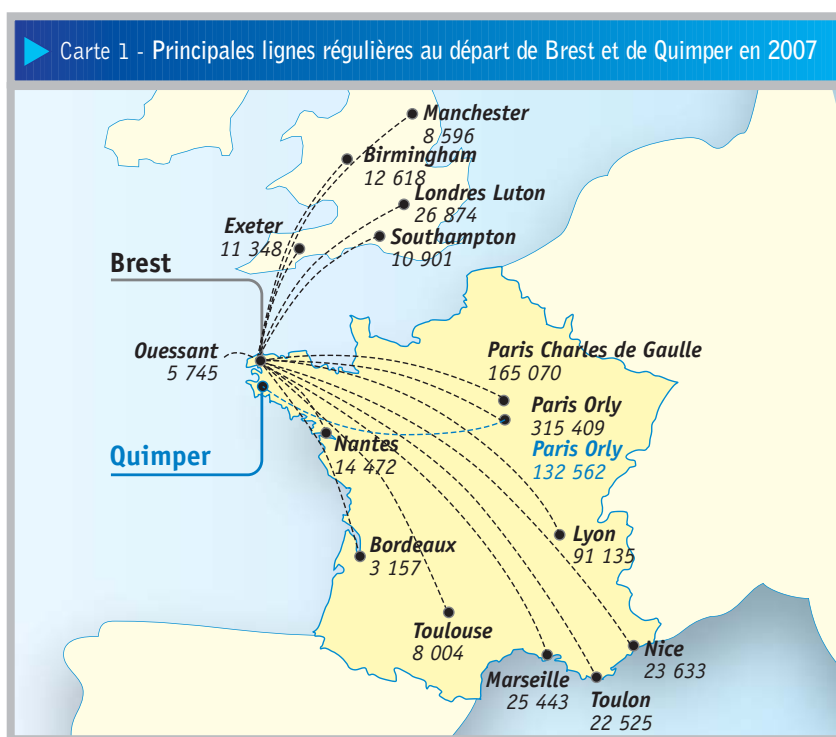 Carte 1 - Principales lignes régulières au départ de Brest et de Quimper en 2007
Manchester
8 596
Birmingham
12 618
Londres Luton
26 874
Exeter
11 348
Southampton
10 901
Brest
Ouessant
5 745
Paris Charles de Gaulle
165 070
Paris Orly
315 409
Paris Orly
132 562
Quimper
Nantes
14 472
Lyon
91 135
Bordeaux
3 157
Toulouse
8 004
Nice
23 633
Marseille
25 443
Toulon
22 525